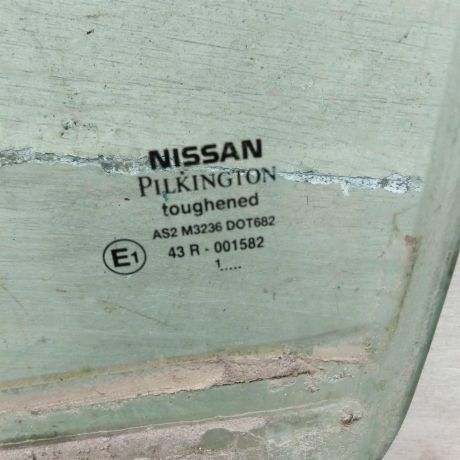 NISSAN
PILKINGTON
toughened
AS2 M3236 DOT682
E1 43 R - 001582
1.....